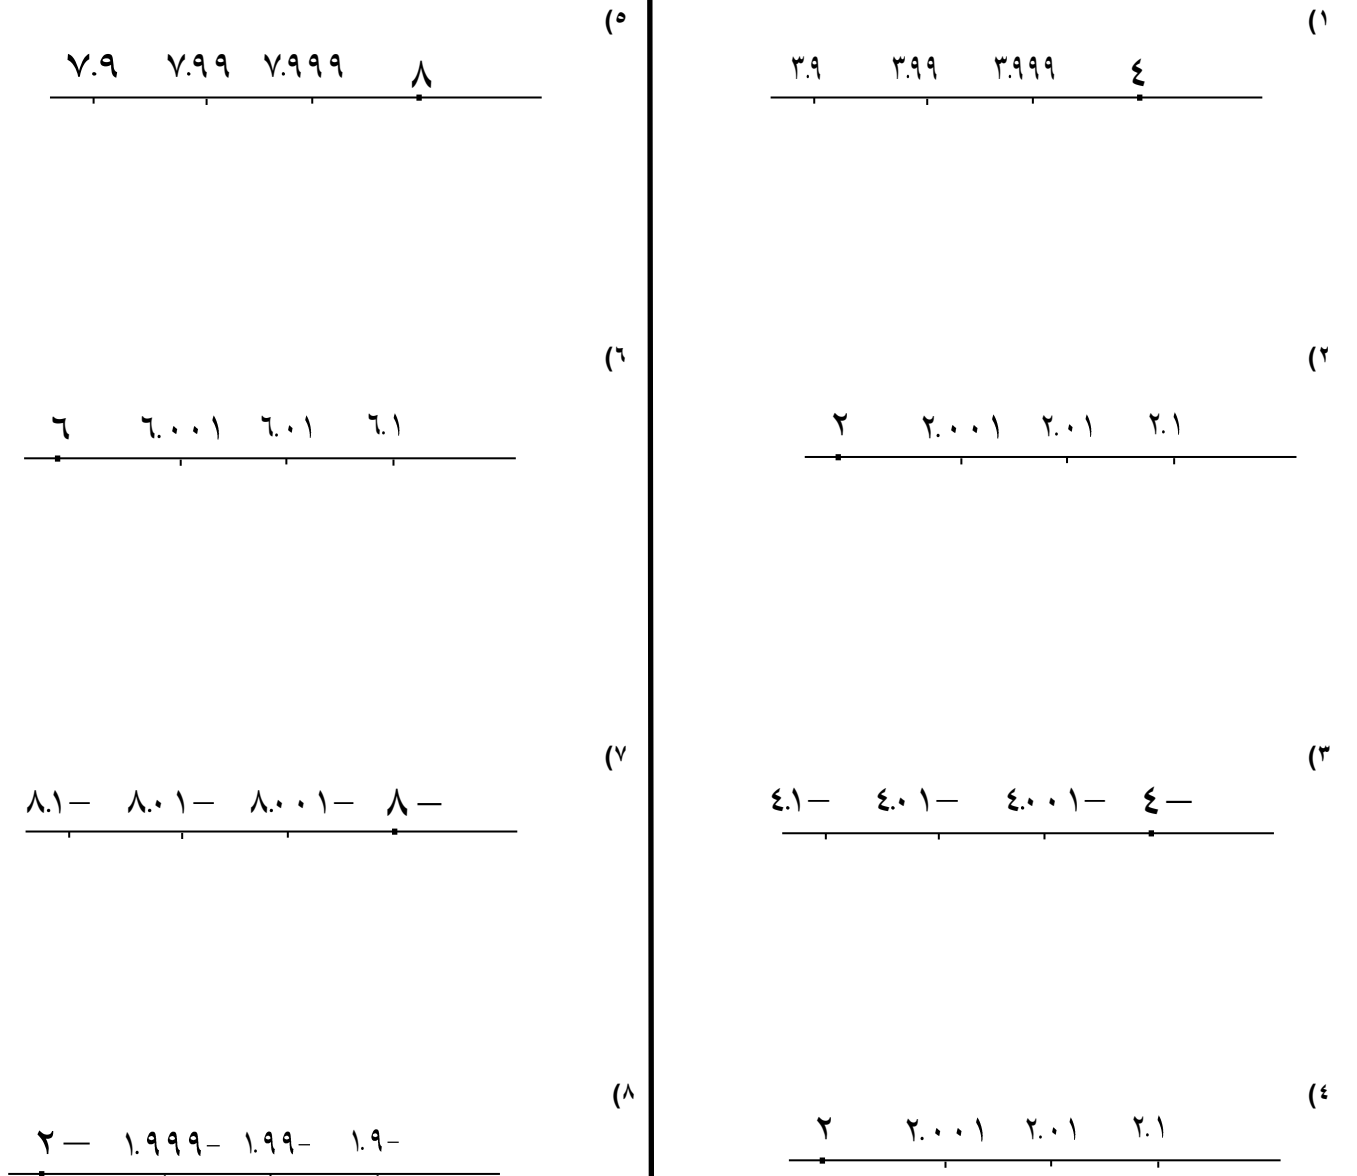 ١)
٣.٩ ٣.٩٩ ٣.٩٩٩ ٤
٢)
٢ ٢.٠٠١ ٢.٠١ ٢.١
٣)
٤.١– ٤.٠١– ٤.٠٠١– ٤–
٤)
٢ ٢.٠٠١ ٢.٠١ ٢.١
٥)
٧.٩ ٧.٩٩ ٧.٩٩٩ ٨
٦)
٦ ٦.٠٠١ ٦.٠١ ٦.١
٧)
٨.١– ٨.٠١– ٨.٠٠١– ٨–
٨)
٢– ١.٩٩٩– ١.٩٩– ١.٩–